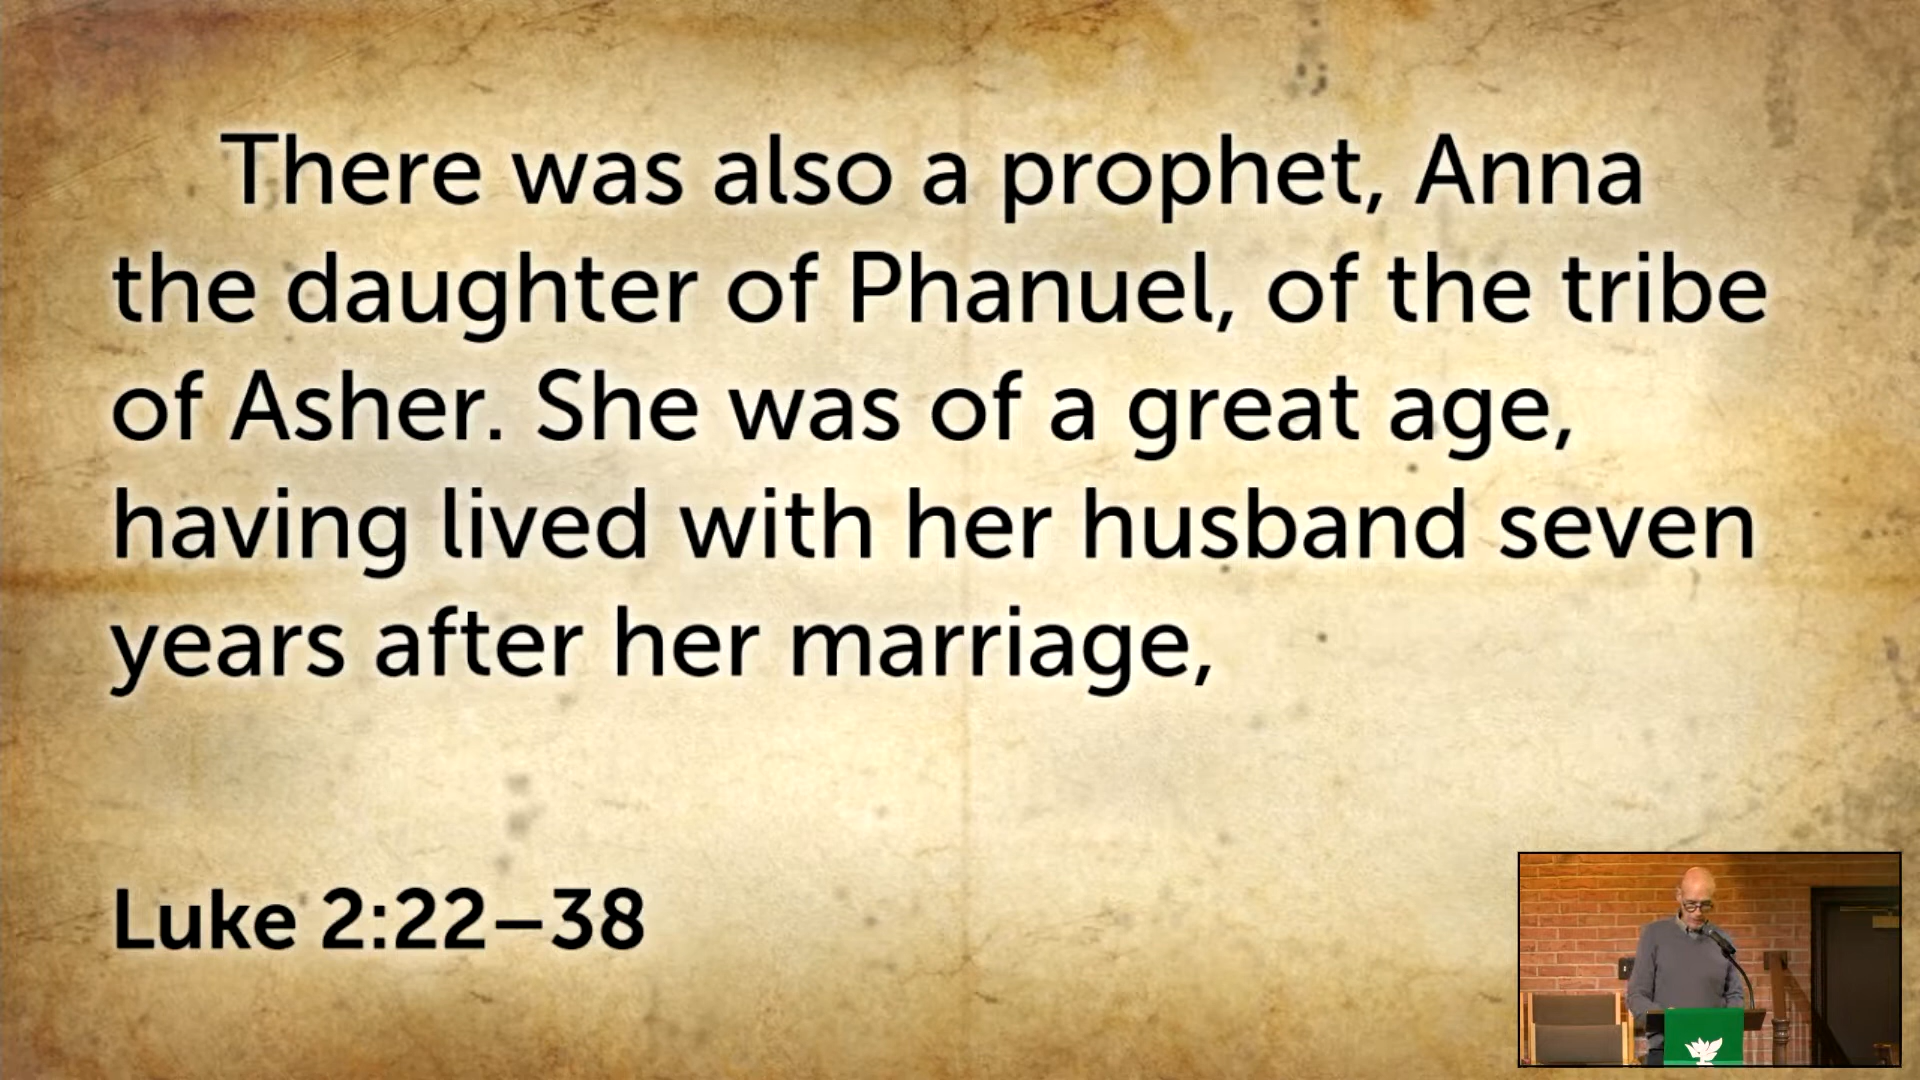 There was also a prophet, Anna
the daughter of Phanuel, of the tribe
of Asher. She was of a great age,
having lived with her husband seven
years after her marriage,
Luke 2:22–38